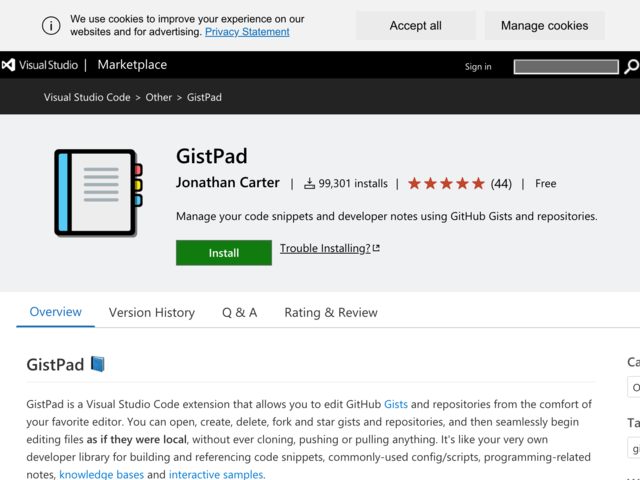 We use cookies to improve your experience on our
websites and for advertising. Privacy Statement
Accept all
Manage cookies
Visual Studio | Marketplace
Sign in
Visual Studio Code > Other > GistPad
GistPad
Jonathan Carter | 99,301 installs | (44) | Free
Manage your code snippets and developer notes using GitHub Gists and repositories.
Install
Trouble Installing?
Overview
Version History
Q & A
Rating & Review
GistPad
GistPad is a Visual Studio Code extension that allows you to edit GitHub Gists and repositories from the comfort of
your favorite editor. You can open, create, delete, fork and star gists and repositories, and then seamlessly begin
editing files as if they were local, without ever cloning, pushing or pulling anything. It's like your very own
developer library for building and referencing code snippets, commonly-used config/scripts, programming-related
notes, knowledge bases and interactive samples.